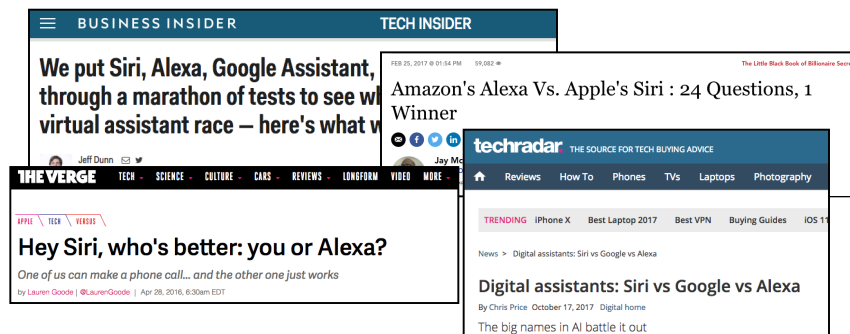 BUSINESS INSIDER
TECH INSIDER
We put Siri, Alexa, Google Assistant,
through a marathon of tests to see
virtual assistant race — here's what
Jeff Dunn
FEB 25, 2017 @ 01:54 PM 59,082
The Little Black Book of Billionaire
Amazon's Alexa Vs. Apple's Siri : 24 Questions, 1
Winner
Jay
THE VERGE TECH SCIENCE CULTURE CARS REVIEWS LONGFORM VIDEO MORE
APPLE TECH VERSUS
Hey Siri, who's better: you or Alexa?
One of us can make a phone call... and the other one just works
by Lauren Goode | @LaurenGoode | Apr 28, 2016, 6:30am EDT
techradar. THE SOURCE FOR TECH BUYING ADVICE
Reviews How To Phones TVs Laptops Photography
TRENDING iPhone X Best Laptop 2017 Best VPN Buying Guides iOS 11
News > Digital assistants: Siri vs Google vs Alexa
Digital assistants: Siri vs Google vs Alexa
By Chris Price October 17, 2017 Digital home
The big names in AI battle it out